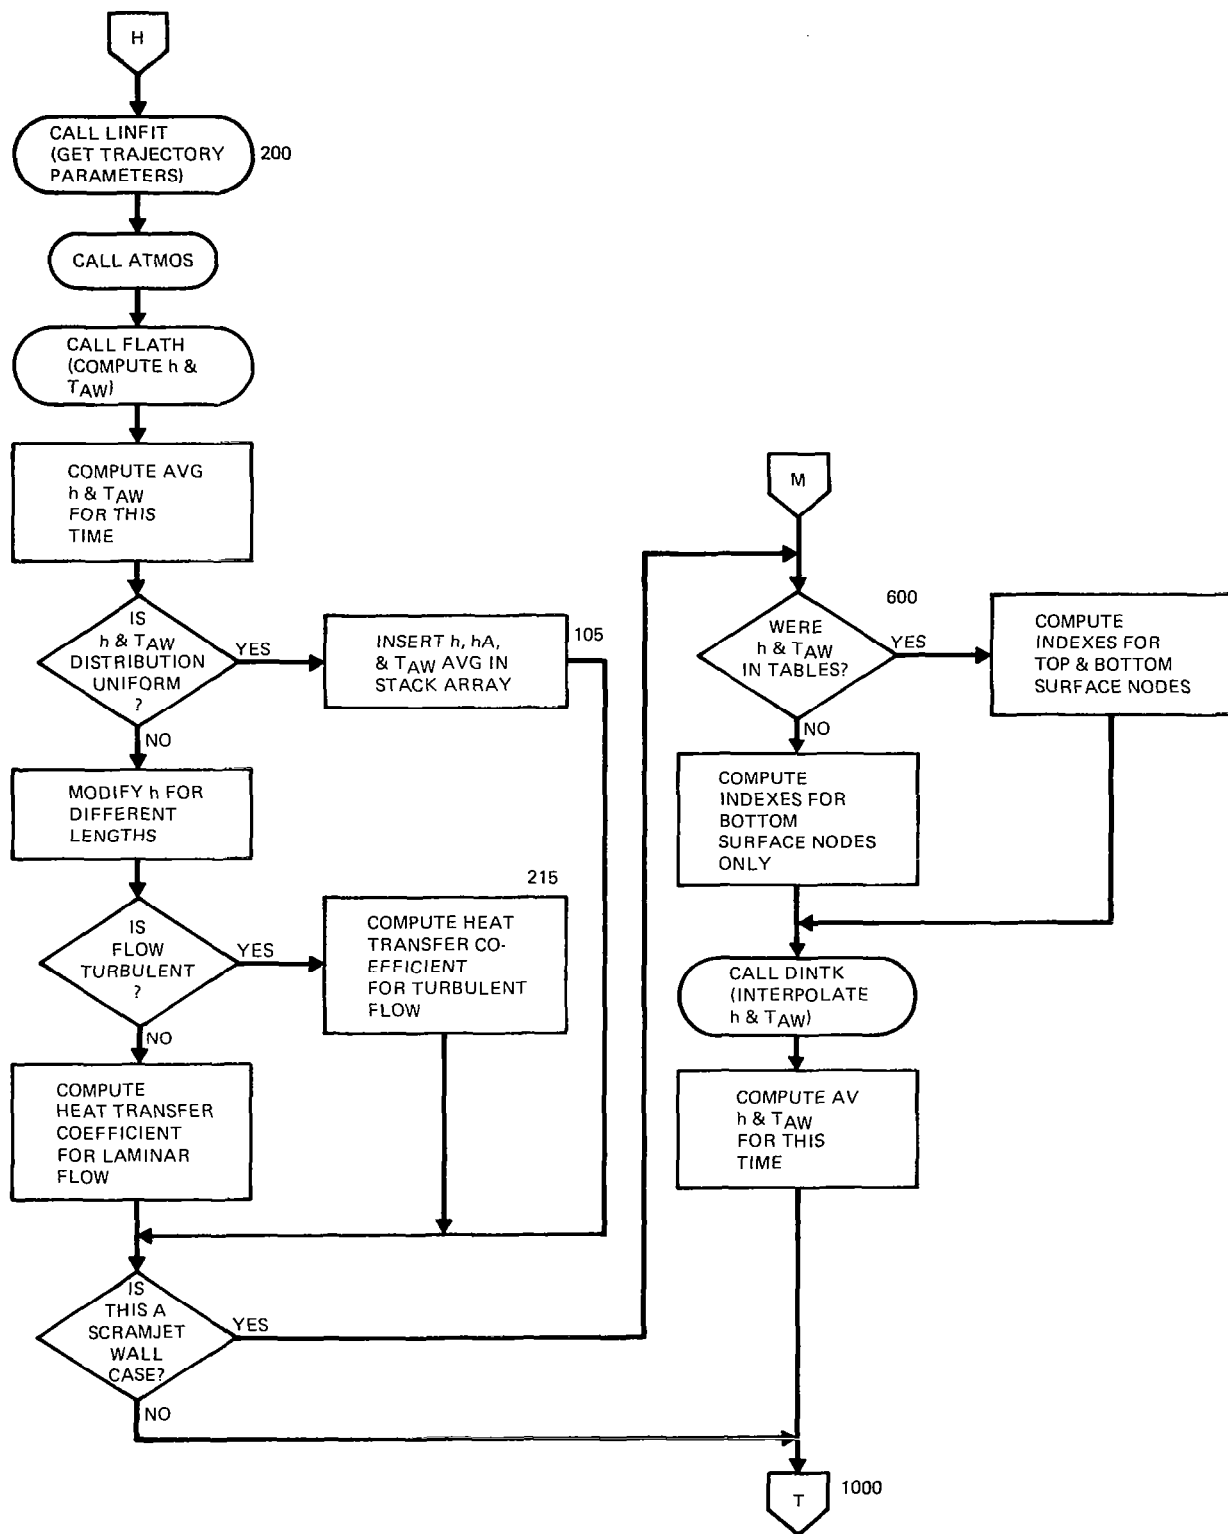 H
CALL LINFIT
(GET TRAJECTORY
PARAMETERS)
200
CALL ATMOS
CALL FLATH
(COMPUTE h &
TAW)
COMPUTE AVG
h & TAW
FOR THIS
TIME
IS
h & TAW
DISTRIBUTION
UNIFORM
?
YES
INSERT h, hA,
& TAW AVG IN
STACK ARRAY
105
NO
MODIFY h FOR
DIFFERENT
LENGTHS
IS
FLOW
TURBULENT
?
YES
215
COMPUTE HEAT
TRANSFER CO-
EFFICIENT
FOR TURBULENT
FLOW
NO
COMPUTE
HEAT TRANSFER
COEFFICIENT
FOR LAMINAR
FLOW
IS
THIS A
SCRAMJET
WALL
CASE?
YES
NO
M
600
WERE
h & TAW
IN TABLES?
YES
COMPUTE
INDEXES FOR
TOP & BOTTOM
SURFACE NODES
NO
COMPUTE
INDEXES FOR
BOTTOM
SURFACE NODES
ONLY
CALL DINTK
(INTERPOLATE
h & TAW)
COMPUTE AV
h & TAW
FOR THIS
TIME
T
1000